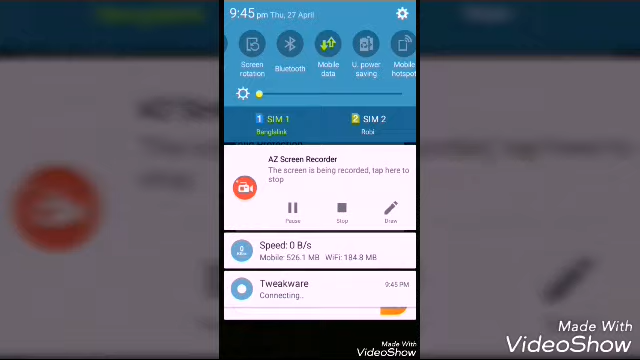 9:45 pm Thu, 27 April
Screen rotation
Bluetooth
Mobile data
U. power saving
Mobile hotspot
1 SIM 1
Banglalink
2 SIM 2
Robi
AZ Screen Recorder
The screen is being recorded, tap here to
stop
Pause
Stop
Draw
Speed: 0 B/s
Mobile: 526.1 MB WiFi: 184.8 MB
Tweakware
9:45 PM
Connecting..
Made With
VideoShow
Made With
VideoShow